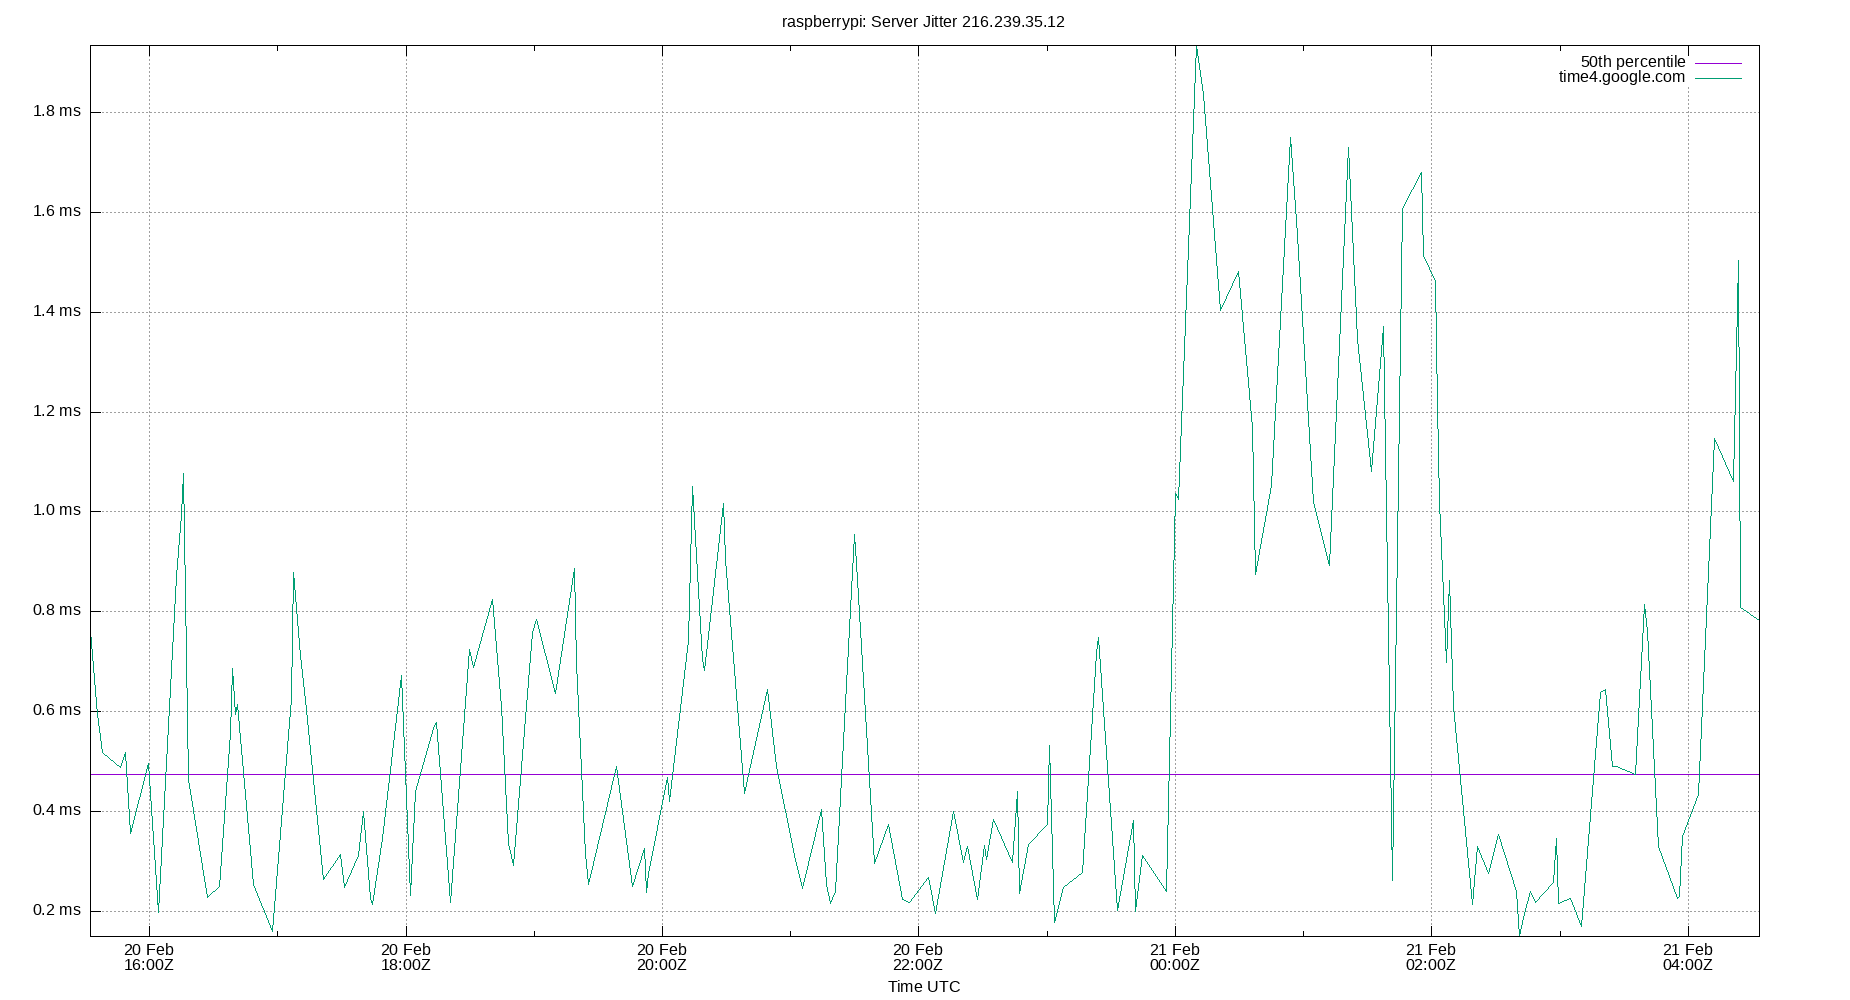 raspberrypi: Server Jitter 216.239.35.12
50th percentile
time4.google.com
1.8 ms
1.6 ms
1.4 ms
1.2 ms
1.0 ms
0.8 ms
0.6 ms
0.4 ms
0.2 ms
20 Feb 20 Feb 20 Feb 20 Feb 21 Feb 21 Feb 21 Feb
16:00Z 18:00Z 20:00Z 22:00Z 00:00Z 02:00Z 04:00Z
Time UTC